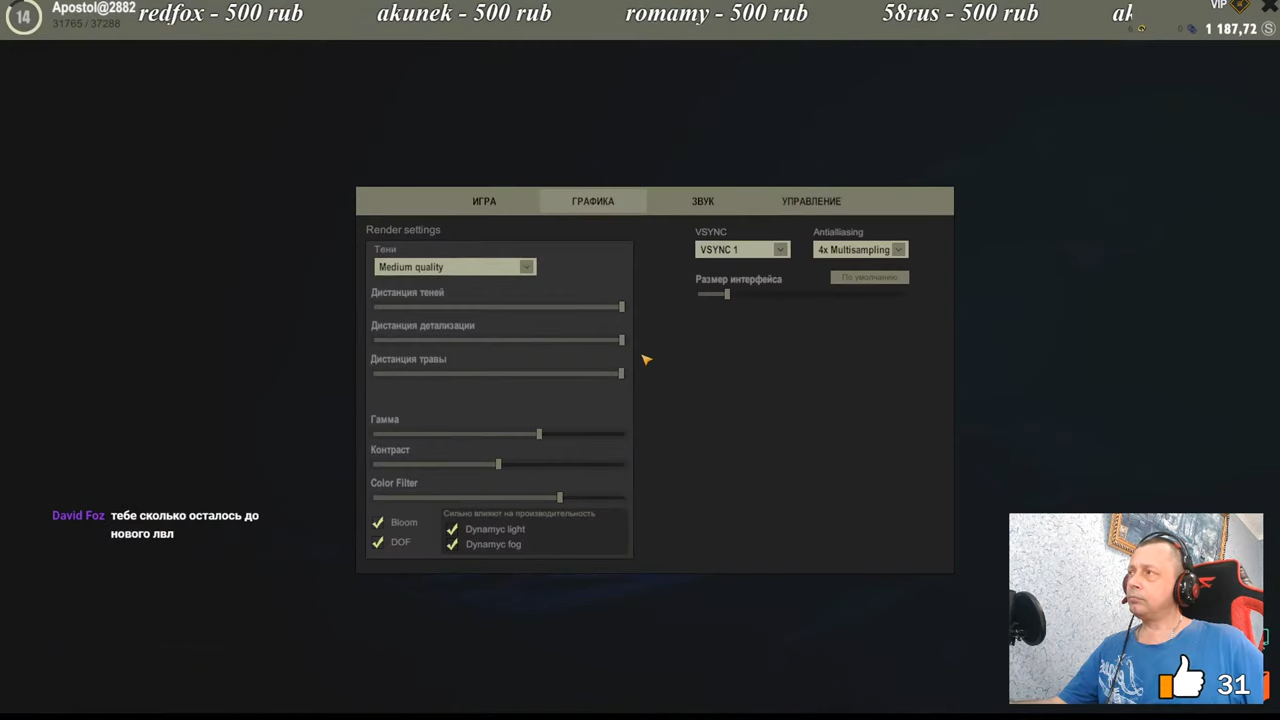 14
Apostol@2882
31765 / 37288
redfox - 500 rub
akunek - 500 rub
romamy - 500 rub
58rus - 500 rub
VIP
6
0
1 187,72
ИГРА
ГРАФИКА
ЗВУК
УПРАВЛЕНИЕ
Render settings
Тени
Medium quality
Дистанция теней
Дистанция детализации
Дистанция травы
Гамма
Контраст
Color Filter
Bloom
DOF
Сильно влияют на производительность
Dynamyc light
Dynamyc fog
VSYNC
VSYNC 1
Antialliasing
4x Multisampling
Размер интерфейса
По умолчанию
David Foz тебе сколько осталось до
нового лвл
31